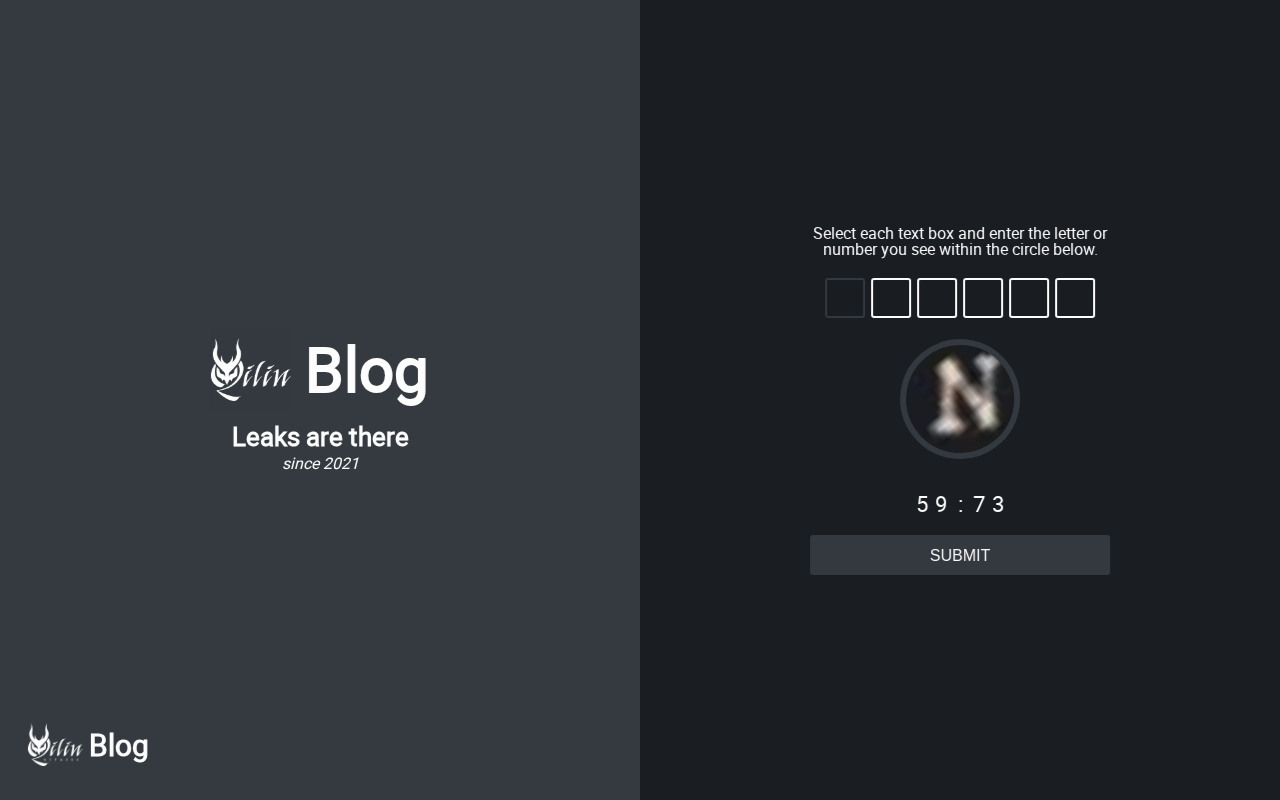 Qilin Blog
Leaks are there
since 2021
Qilin Blog
Select each text box and enter the letter or
number you see within the circle below.
N
59:73
SUBMIT